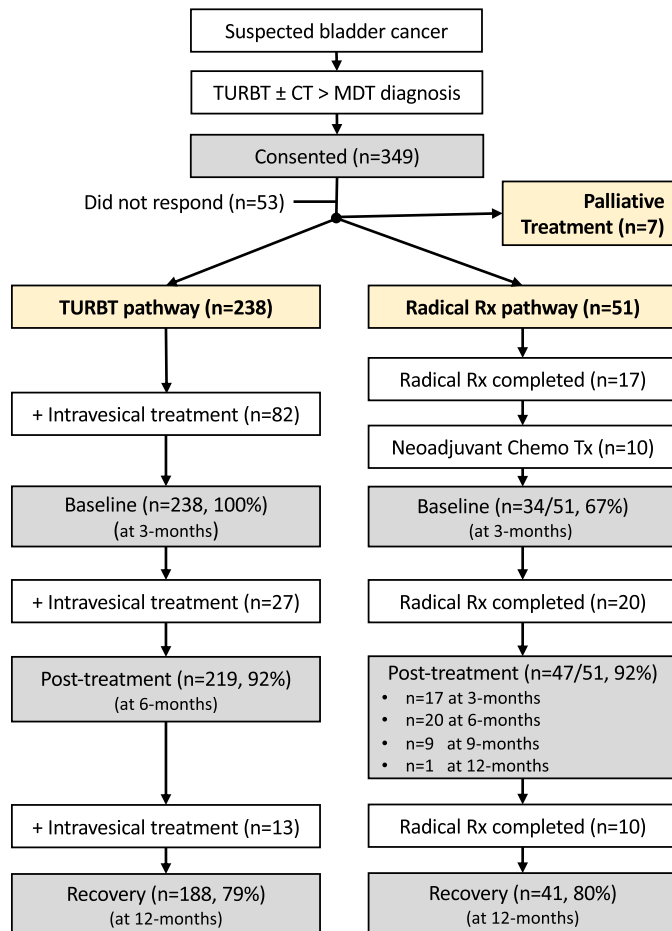 Suspected bladder cancer
TURBT ± CT > MDT diagnosis
Consented (n=349)
Did not respond (n=53)
Palliative
Treatment (n=7)
TURBT pathway (n=238)
+ Intravesical treatment (n=82)
Baseline (n=238, 100%)
(at 3-months)
+ Intravesical treatment (n=27)
Post-treatment (n=219, 92%)
(at 6-months)
+ Intravesical treatment (n=13)
Recovery (n=188, 79%)
(at 12-months)
Radical Rx pathway (n=51)
Radical Rx completed (n=17)
Neoadjuvant Chemo Tx (n=10)
Baseline (n=34/51, 67%)
(at 3-months)
Radical Rx completed (n=20)
Post-treatment (n=47/51, 92%)
• n=17 at 3-months
• n=20 at 6-months
• n=9 at 9-months
• n=1 at 12-months
Radical Rx completed (n=10)
Recovery (n=41, 80%)
(at 12-months)